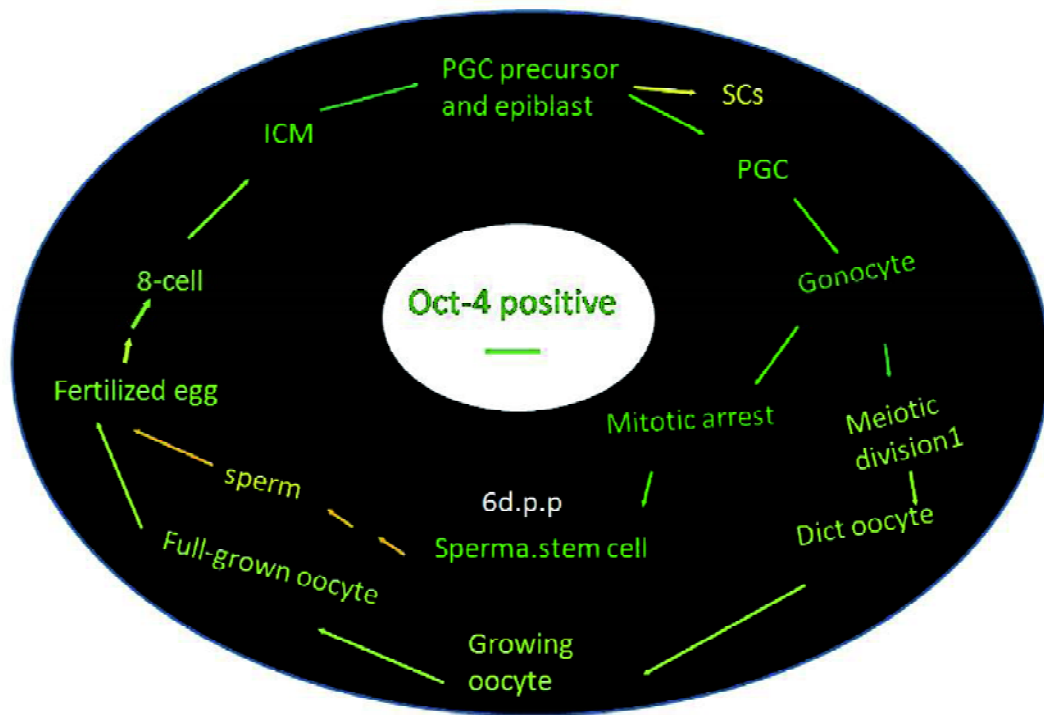 PGC precursor
and epiblast
SCs
ICM
PGC
8-cell
Gonocyte
Oct-4 positive
Fertilized egg
Mitotic arrest
Meiotic
division1
sperm
6d.p.p
Dict oocyte
Sperma.stem cell
Full-grown oocyte
Growing
oocyte